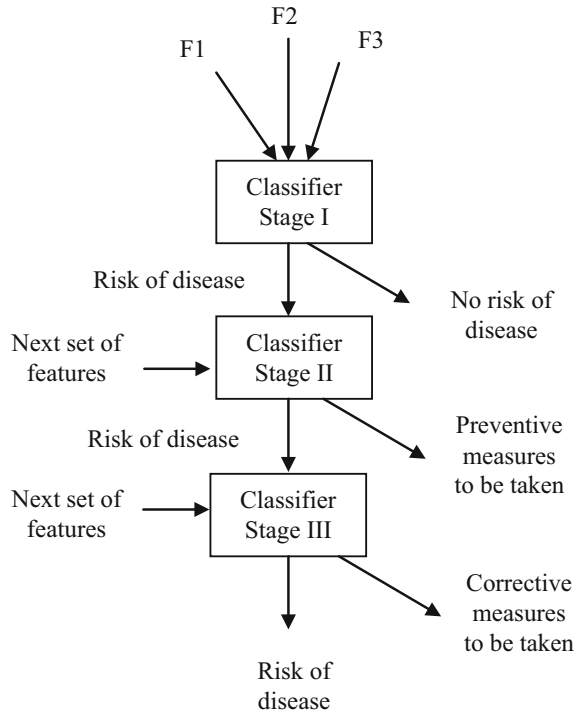 F2
F1
F3
Classifier
Stage I
Risk of disease
No risk of
disease
Next set of
features
Classifier
Stage II
Risk of disease
Preventive
measures
to be taken
Next set of
features
Classifier
Stage III
Corrective
measures
to be taken
Risk of
disease